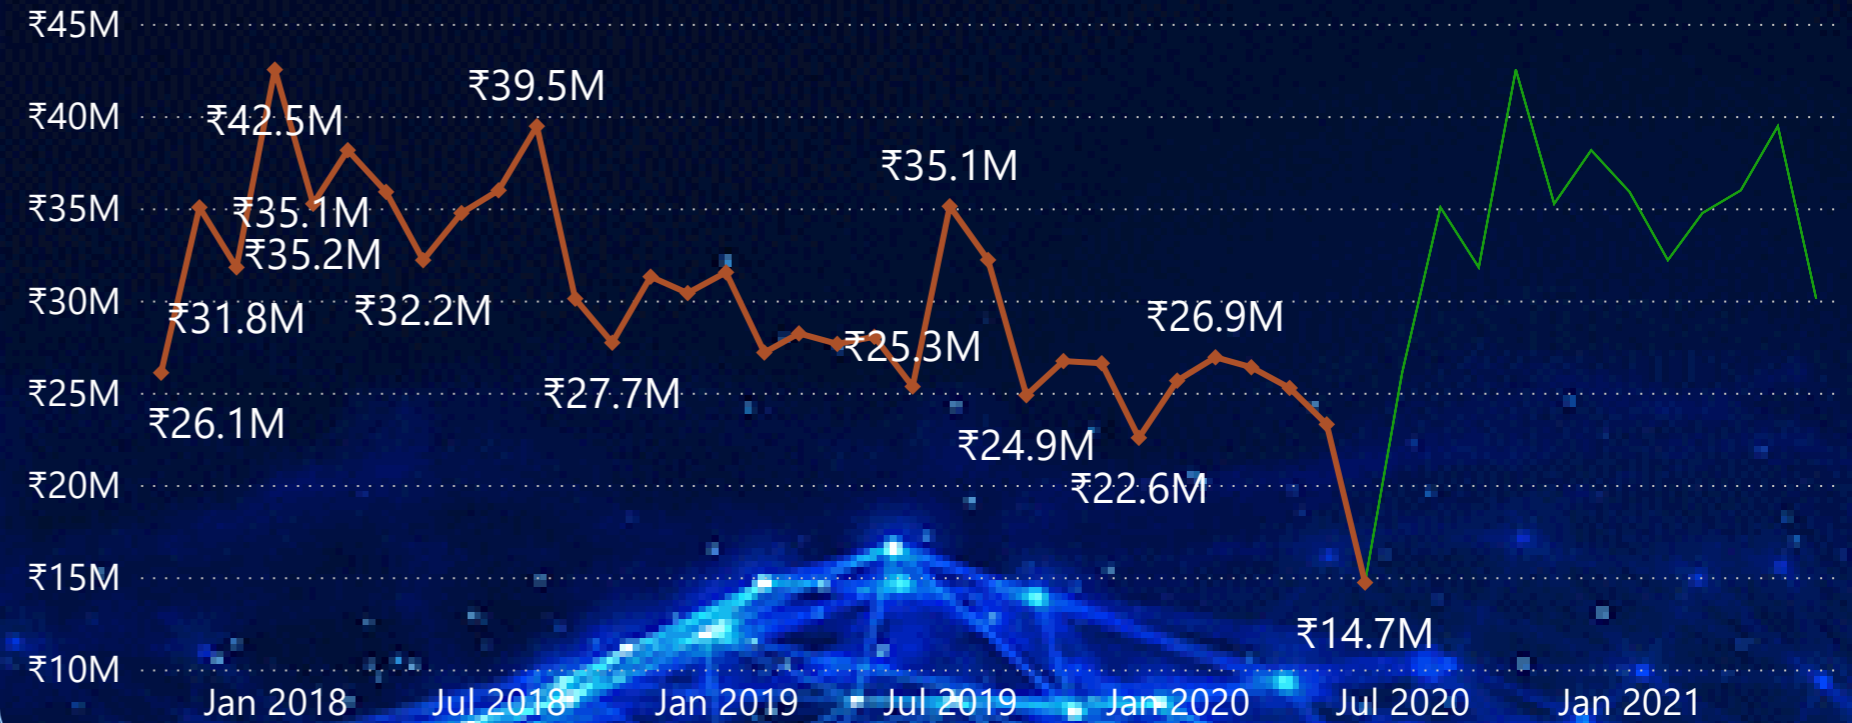 ₹45M
₹39.5M
₹40M
₹42.5M
₹35.1M
₹35M
₹35.1M
₹35.2M
₹30M
₹31.8M
₹32.2M
₹26.9M
₹25.3M
₹25M
₹27.7M
₹26.1M
₹24.9M
₹20M
₹22.6M
₹15M
₹14.7M
₹10M
Jan 2018 Jul 2018 Jan 2019 Jul 2019 Jan 2020 Jul 2020 Jan 2021